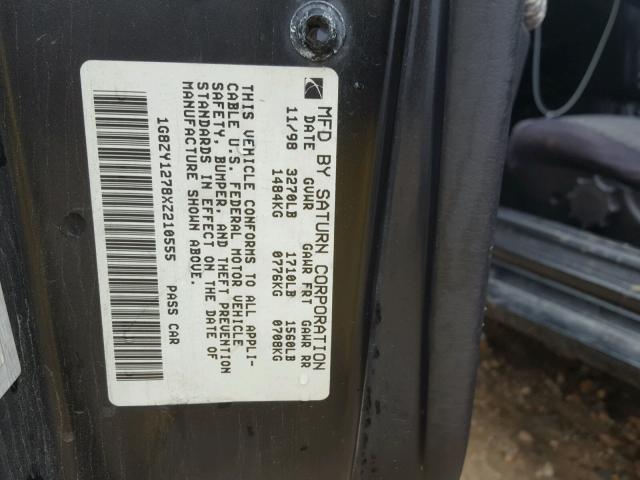 MFD BY SATURN CORPORATION
DATE GVWR GAWR FRT GAWR RR
11/98 3270LB 1710LB 1560LB
1484KG 0776KG 0708KG
THIS VEHICLE CONFORMS TO ALL APPLI-
CABLE U.S. FEDERAL MOTOR VEHICLE
SAFETY, BUMPER, AND THEFT PREVENTION
STANDARDS IN EFFECT ON THE DATE OF
MANUFACTURE SHOWN ABOVE.
1G8ZY1278XZ210555 PASS CAR